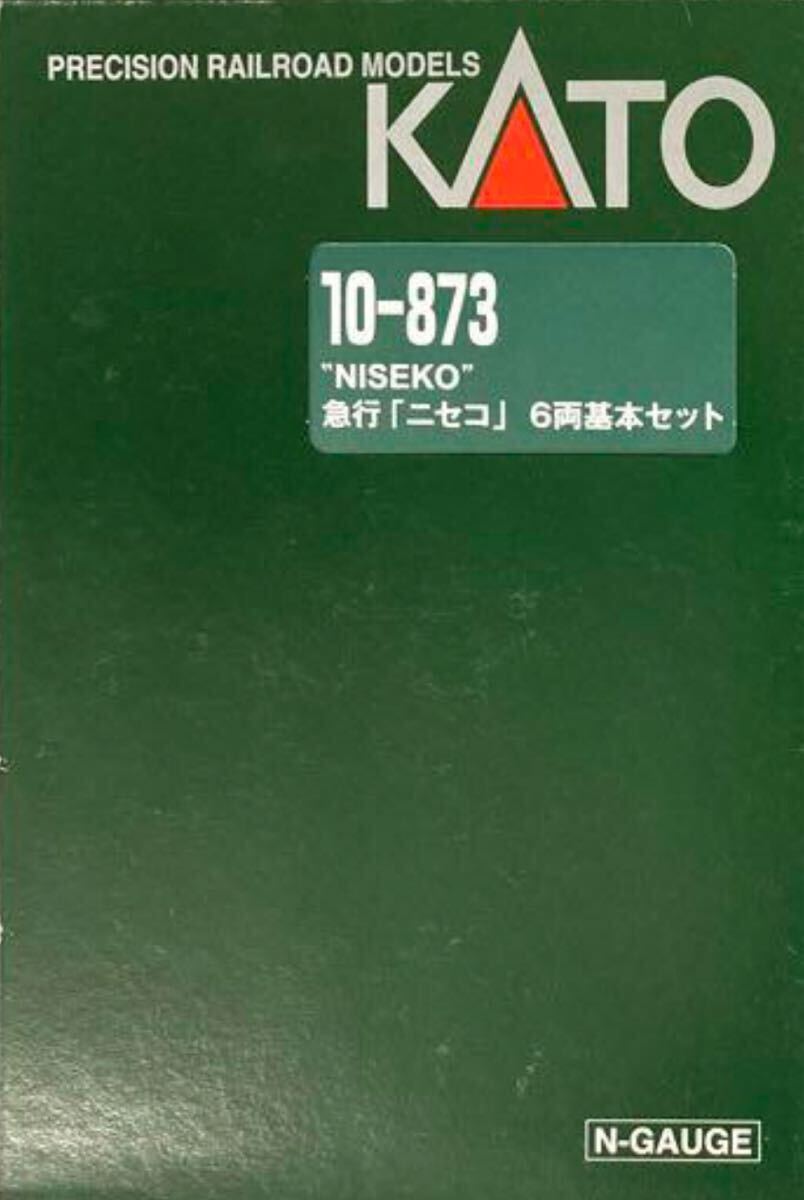 PRECISION RAILROAD MODELS
KATO
10-873
"NISEKO"
急行「ニセコ」 6両基本セット
N-GAUGE